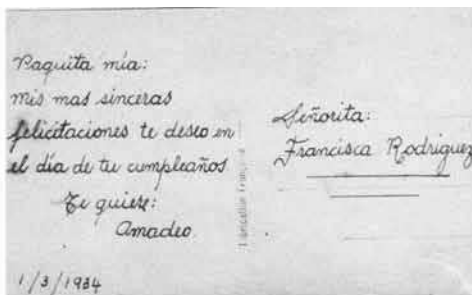 Paquita mía:
mis mas sinceras
felicitaciones te deseo en
el día de tu cumpleaños
Te quiere:
Amadeo
1/3/1934
Señorita:
Francisca Rodriguez